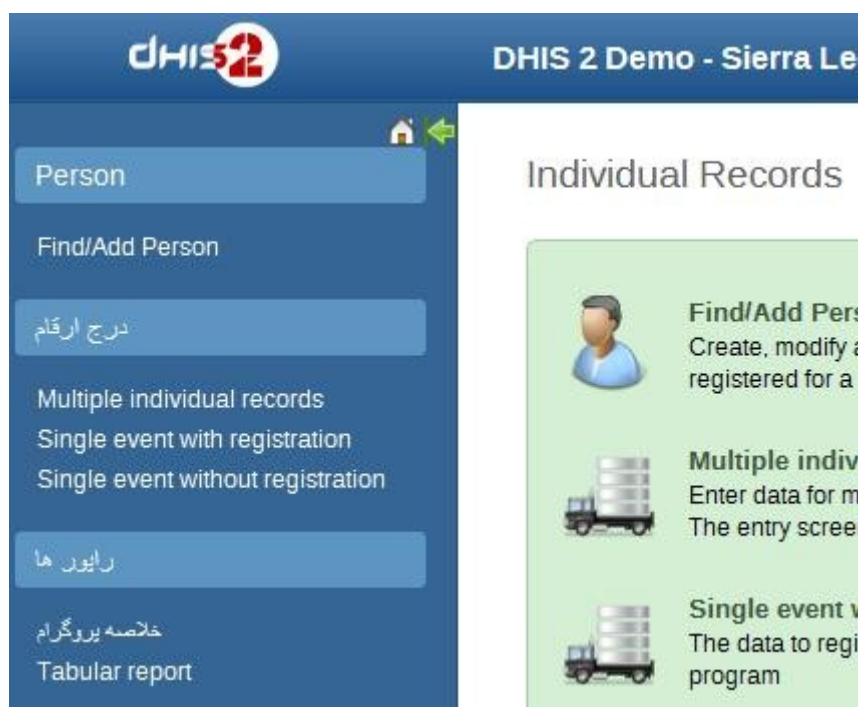 dHIS2
DHIS 2 Demo - Sierra Le
Person
Find/Add Person
درج ارقام
Multiple individual records
Single event with registration
Single event without registration
راپور ها
خلاصه پروگرام
Tabular report
Individual Records
Find/Add Pers
Create, modify a
registered for a
Multiple indiv
Enter data for m
The entry scree
Single event w
The data to regi
program